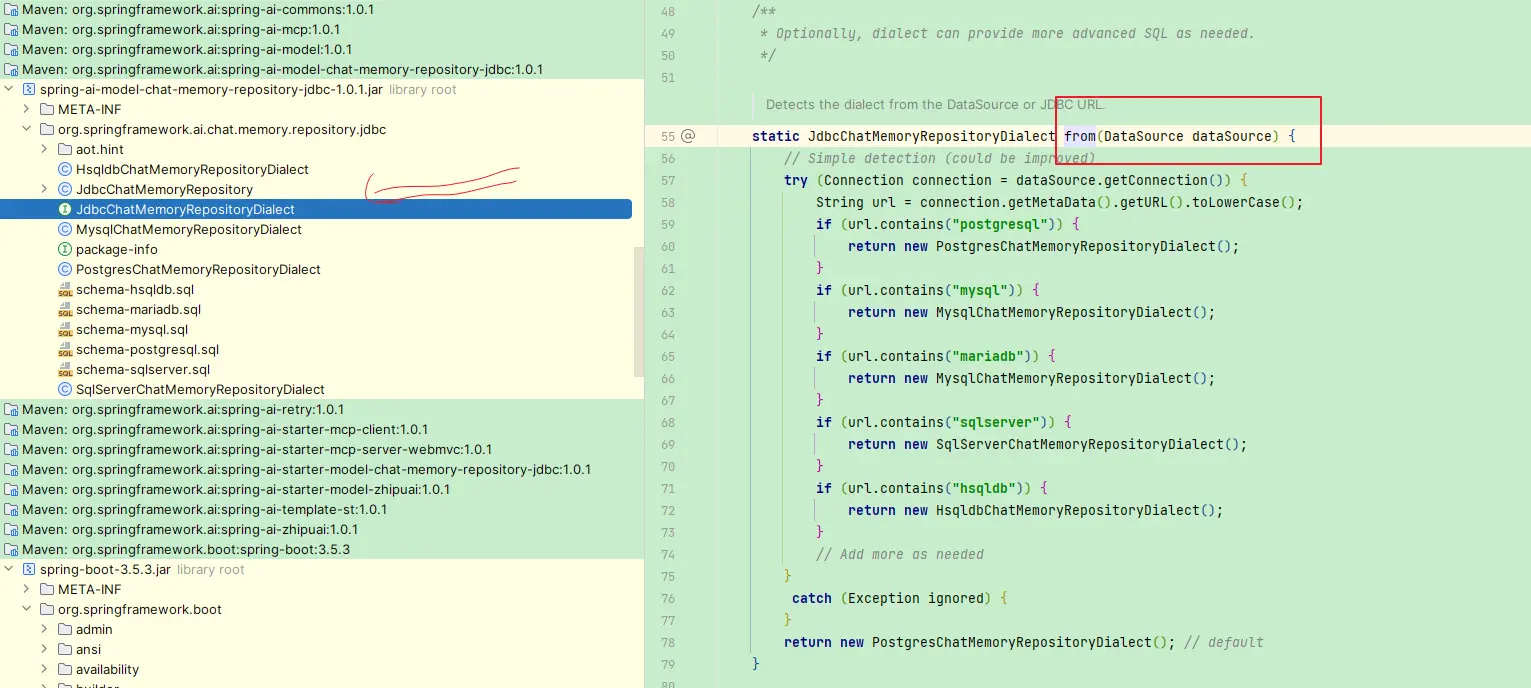 Maven: org.springframework.ai:spring-ai-commons:1.0.1
Maven: org.springframework.ai:spring-ai-mcp:1.0.1
Maven: org.springframework.ai:spring-ai-model:1.0.1
Maven: org.springframework.ai:spring-ai-model-chat-memory-repository-jdbc:1.0.1
spring-ai-model-chat-memory-repository-jdbc-1.0.1.jar library root
META-INF
org.springframework.ai.chat.memory.repository.jdbc
aot.hint
HsqldbChatMemoryRepositoryDialect
JdbcChatMemoryRepository
JdbcChatMemoryRepositoryDialect
MysqlChatMemoryRepositoryDialect
package-info
PostgresChatMemoryRepositoryDialect
schema-hsqldb.sql
schema-mariadb.sql
schema-mysql.sql
schema-postgresql.sql
schema-sqlserver.sql
SqlServerChatMemoryRepositoryDialect
Maven: org.springframework.ai:spring-ai-retry:1.0.1
Maven: org.springframework.ai:spring-ai-starter-mcp-client:1.0.1
Maven: org.springframework.ai:spring-ai-starter-mcp-server-webmvc:1.0.1
Maven: org.springframework.ai:spring-ai-starter-model-chat-memory-repository-jdbc:1.0.1
Maven: org.springframework.ai:spring-ai-starter-model-zhipuai:1.0.1
Maven: org.springframework.ai:spring-ai-template-st:1.0.1
Maven: org.springframework.ai:spring-ai-zhipuai:1.0.1
Maven: org.springframework.boot:spring-boot:3.5.3
spring-boot-3.5.3.jar library root
META-INF
org.springframework.boot
admin
ansi
availability
48 /**
49 * Optionally, dialect can provide more advanced SQL as needed.
50 */
51
Detects the dialect from the DataSource or JDBC URL.
55 @ static JdbcChatMemoryRepositoryDialect from(DataSource dataSource) {
56 // Simple detection (could be improved)
57 try (Connection connection = dataSource.getConnection()) {
58 String url = connection.getMetaData().getURL().toLowerCase();
59 if (url.contains("postgresql")) {
60 return new PostgresChatMemoryRepositoryDialect();
61 }
62 if (url.contains("mysql")) {
63 return new MysqlChatMemoryRepositoryDialect();
64 }
65 if (url.contains("mariadb")) {
66 return new MysqlChatMemoryRepositoryDialect();
67 }
68 if (url.contains("sqlserver")) {
69 return new SqlServerChatMemoryRepositoryDialect();
70 }
71 if (url.contains("hsqldb")) {
72 return new HsqldbChatMemoryRepositoryDialect();
73 }
74 // Add more as needed
75 }
76 catch (Exception ignored) {
77 }
78 return new PostgresChatMemoryRepositoryDialect(); // default
79 }